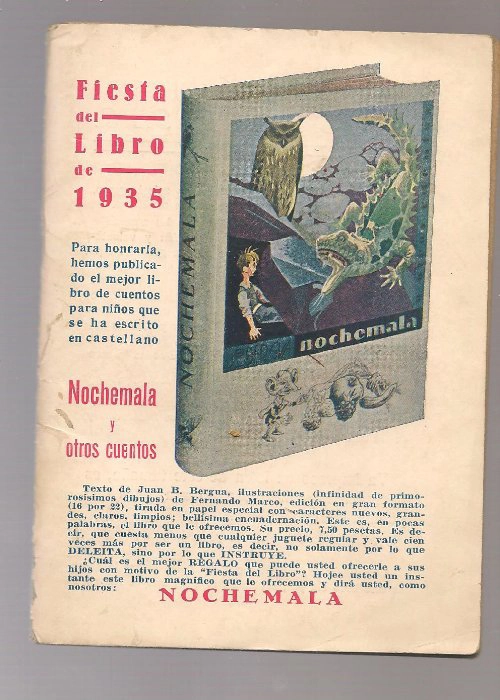 Fiesta
del
Libro
de
1935
Para honrarla,
hemos publica-
do el mejor li-
bro de cuentos
para niños que
se ha escrito
en castellano
Nochemala
y
otros cuentos
NOCHEMALA
nochemala
Texto de Juan B. Bergua, ilustraciones (infinidad de primo-
rosísimos dibujos) de Fernando Marco, edición en gran formato
(16 por 22), tirada en papel especial con caracteres nuevos, gran-
des, claros, limpios; bellísima encuadernación. Este es, en pocas
palabras, el libro que le ofrecemos. Su precio, 7,50 pesetas. Es de-
cir, que cuesta menos que cualquier juguete regular y vale cien
veces más por ser un libro, es decir, no solamente por lo que
DELEITA, sino por lo que INSTRUYE.
¿Cuál es el mejor REGALO que puede usted ofrecerle a sus
hijos con motivo de la "Fiesta del Libro"? Hojee usted un ins-
tante este libro magnífico que le ofrecemos y dirá usted, como
nosotros:
NOCHEMALA